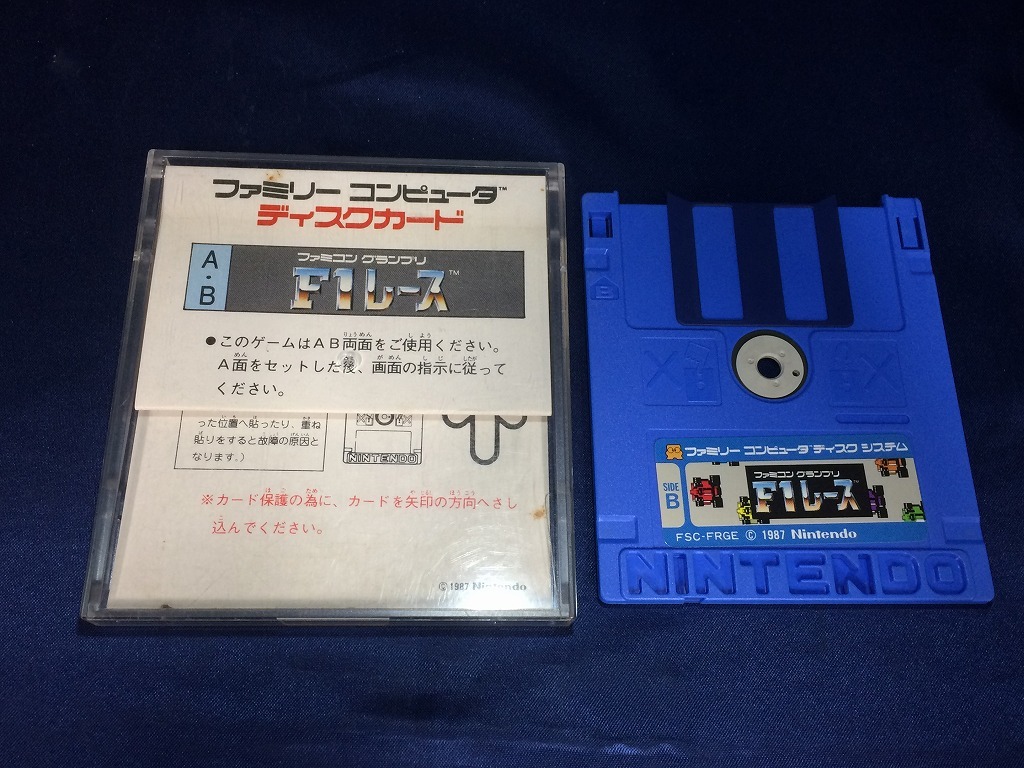 ファミリー コンピュータ™
ディスクカード
A・B
ファミコン グランプリ
F1レース™
●このゲームはAB両面をご使用ください。
A面をセットした後、画面の指示に従って
ください。
った位置へ貼ったり、重ね
貼りをすると故障の原因と
なります。)
NINTENDO
※カード保護の為に、カードを矢印の方向へさし
込んでください。
©1987 Nintendo
ファミリー コンピュータ ディスク システム
SIDE
B
ファミコン グランプリ
F1レース™
FSC-FRGE © 1987 Nintendo
NINTENDO